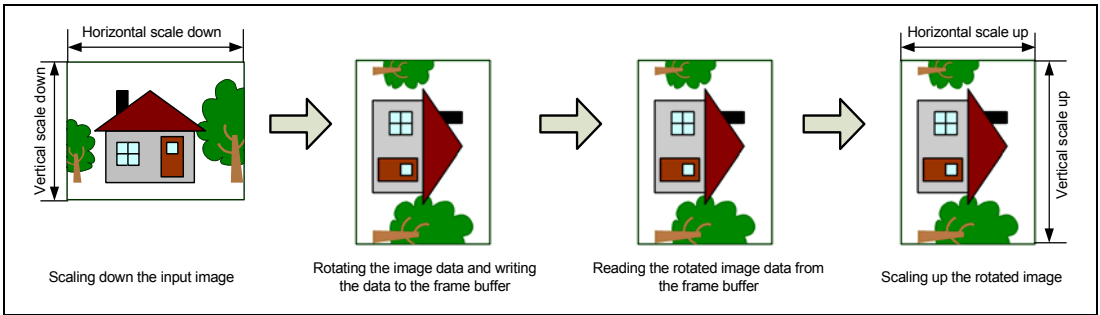 Horizontal scale down
Vertical scale down
Horizontal scale up
Vertical scale up
Scaling down the input image
Rotating the image data and writing
the data to the frame buffer
Reading the rotated image data from
the frame buffer
Scaling up the rotated image